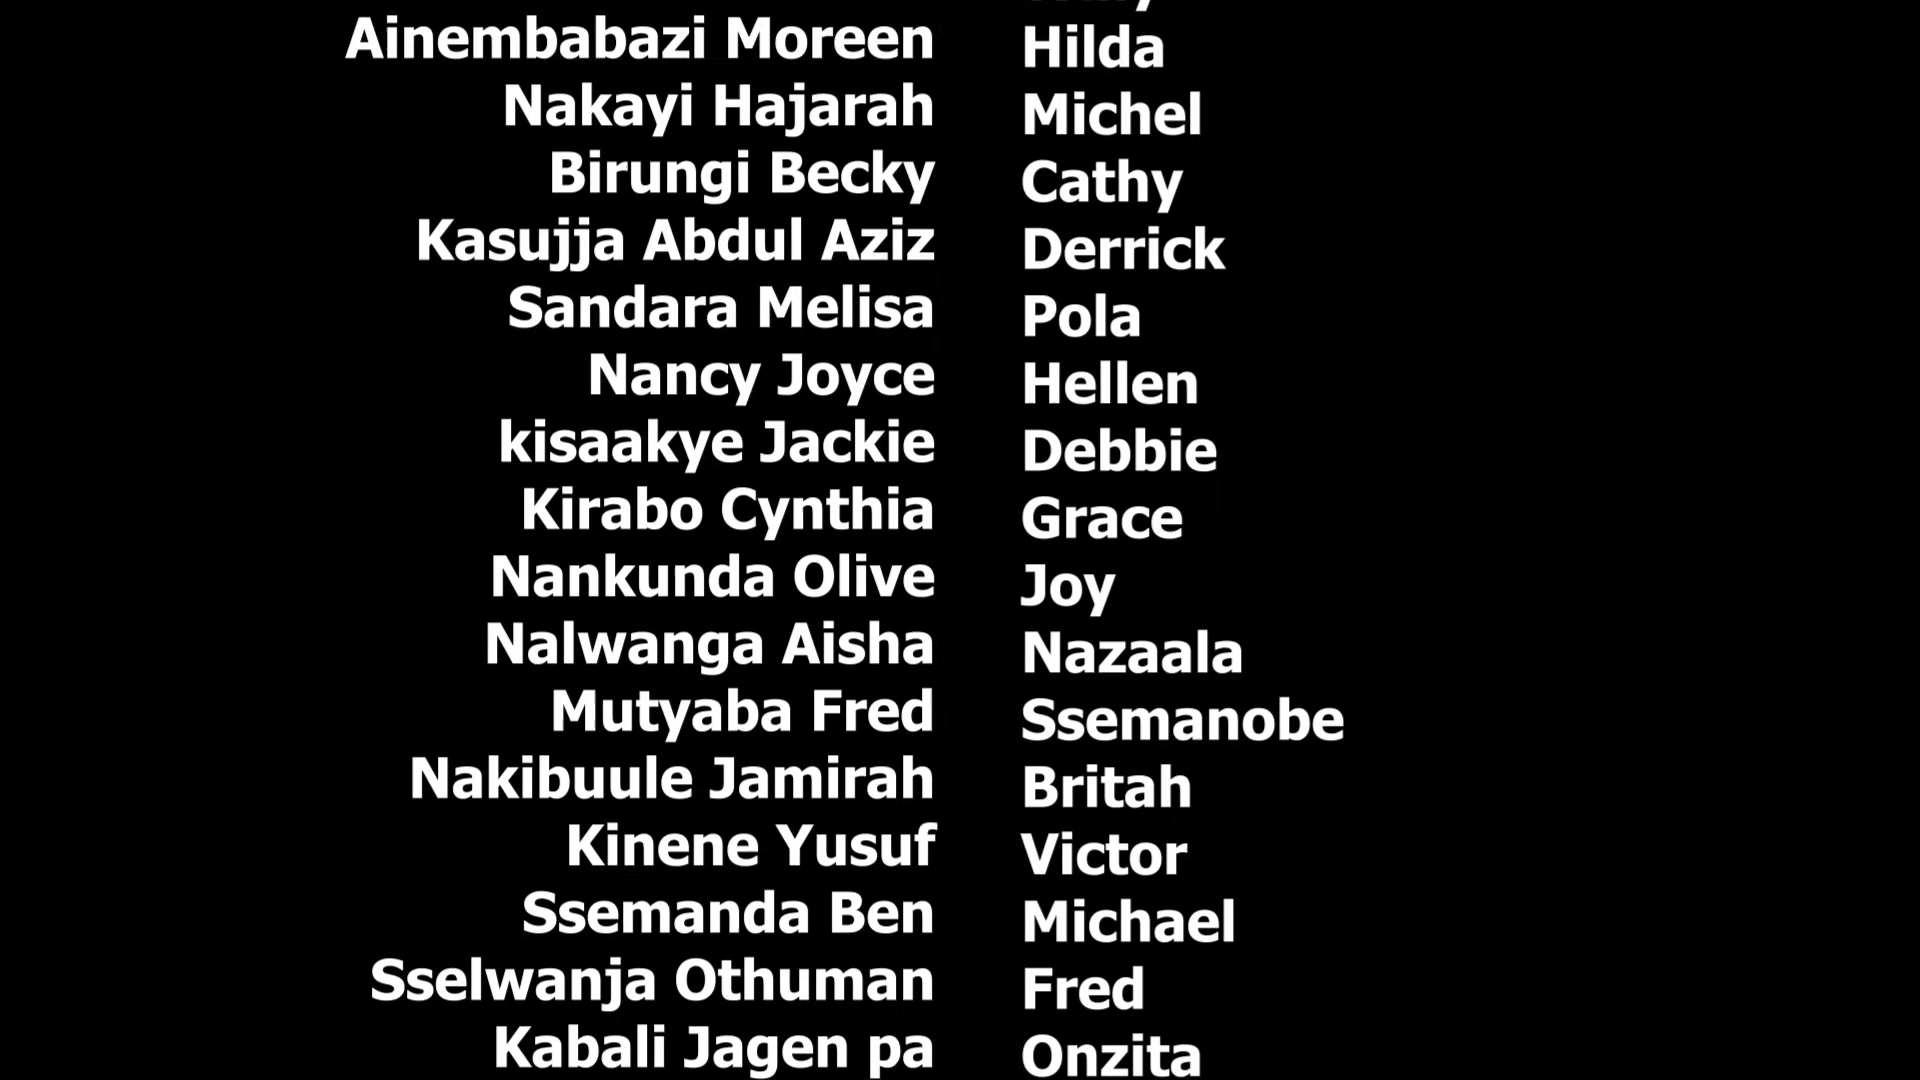 Ainembabazi Moreen Hilda
Nakayi Hajarah Michel
Birungi Becky Cathy
Kasujja Abdul Aziz Derrick
Sandara Melisa Pola
Nancy Joyce Hellen
kisaakye Jackie Debbie
Kirabo Cynthia Grace
Nankunda Olive Joy
Nalwanga Aisha Nazaala
Mutyaba Fred Ssemanobe
Nakibuule Jamirah Britah
Kinene Yusuf Victor
Ssemanda Ben Michael
Sselwanja Othuman Fred
Kabali Jagen pa Onzita